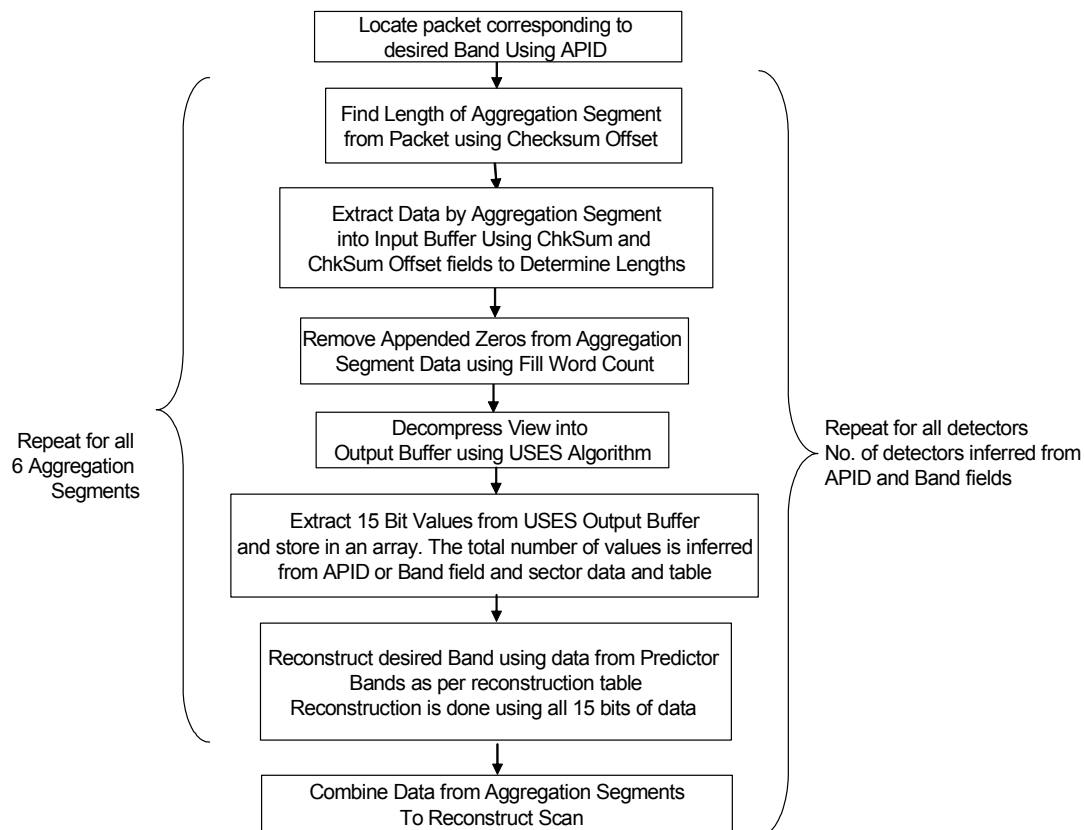 Locate packet corresponding to
desired Band Using APID
Find Length of Aggregation Segment
from Packet using Checksum Offset
Extract Data by Aggregation Segment
into Input Buffer Using ChkSum and
ChkSum Offset fields to Determine Lengths
Remove Appended Zeros from Aggregation
Segment Data using Fill Word Count
Decompress View into
Output Buffer using USES Algorithm
Repeat for all
6 Aggregation
Segments
Repeat for all detectors
No. of detectors inferred from
APID and Band fields
Extract 15 Bit Values from USES Output Buffer
and store in an array. The total number of values is inferred
from APID or Band field and sector data and table
Reconstruct desired Band using data from Predictor
Bands as per reconstruction table
Reconstruction is done using all 15 bits of data
Combine Data from Aggregation Segments
To Reconstruct Scan